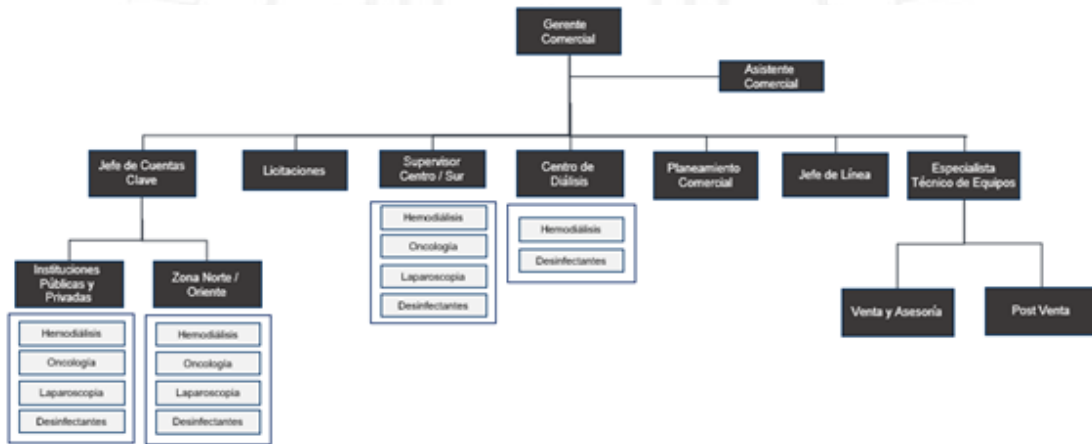 Gerente
Comercial
Asistente
Comercial
Jefe de Cuentas
Clave
Licitaciones
Supervisor
Centro / Sur
Centro de
Diálisis
Planeamiento
Comercial
Jefe de Línea
Especialista
Técnico de Equipos
Hemodiálisis
Oncología
Laparoscopia
Desinfectantes
Hemodiálisis
Desinfectantes
Instituciones
Públicas y
Privadas
Zona Norte /
Oriente
Venta y Asesoría
Post Venta
Hemodiálisis
Oncología
Laparoscopia
Desinfectantes
Hemodiálisis
Oncología
Laparoscopia
Desinfectantes